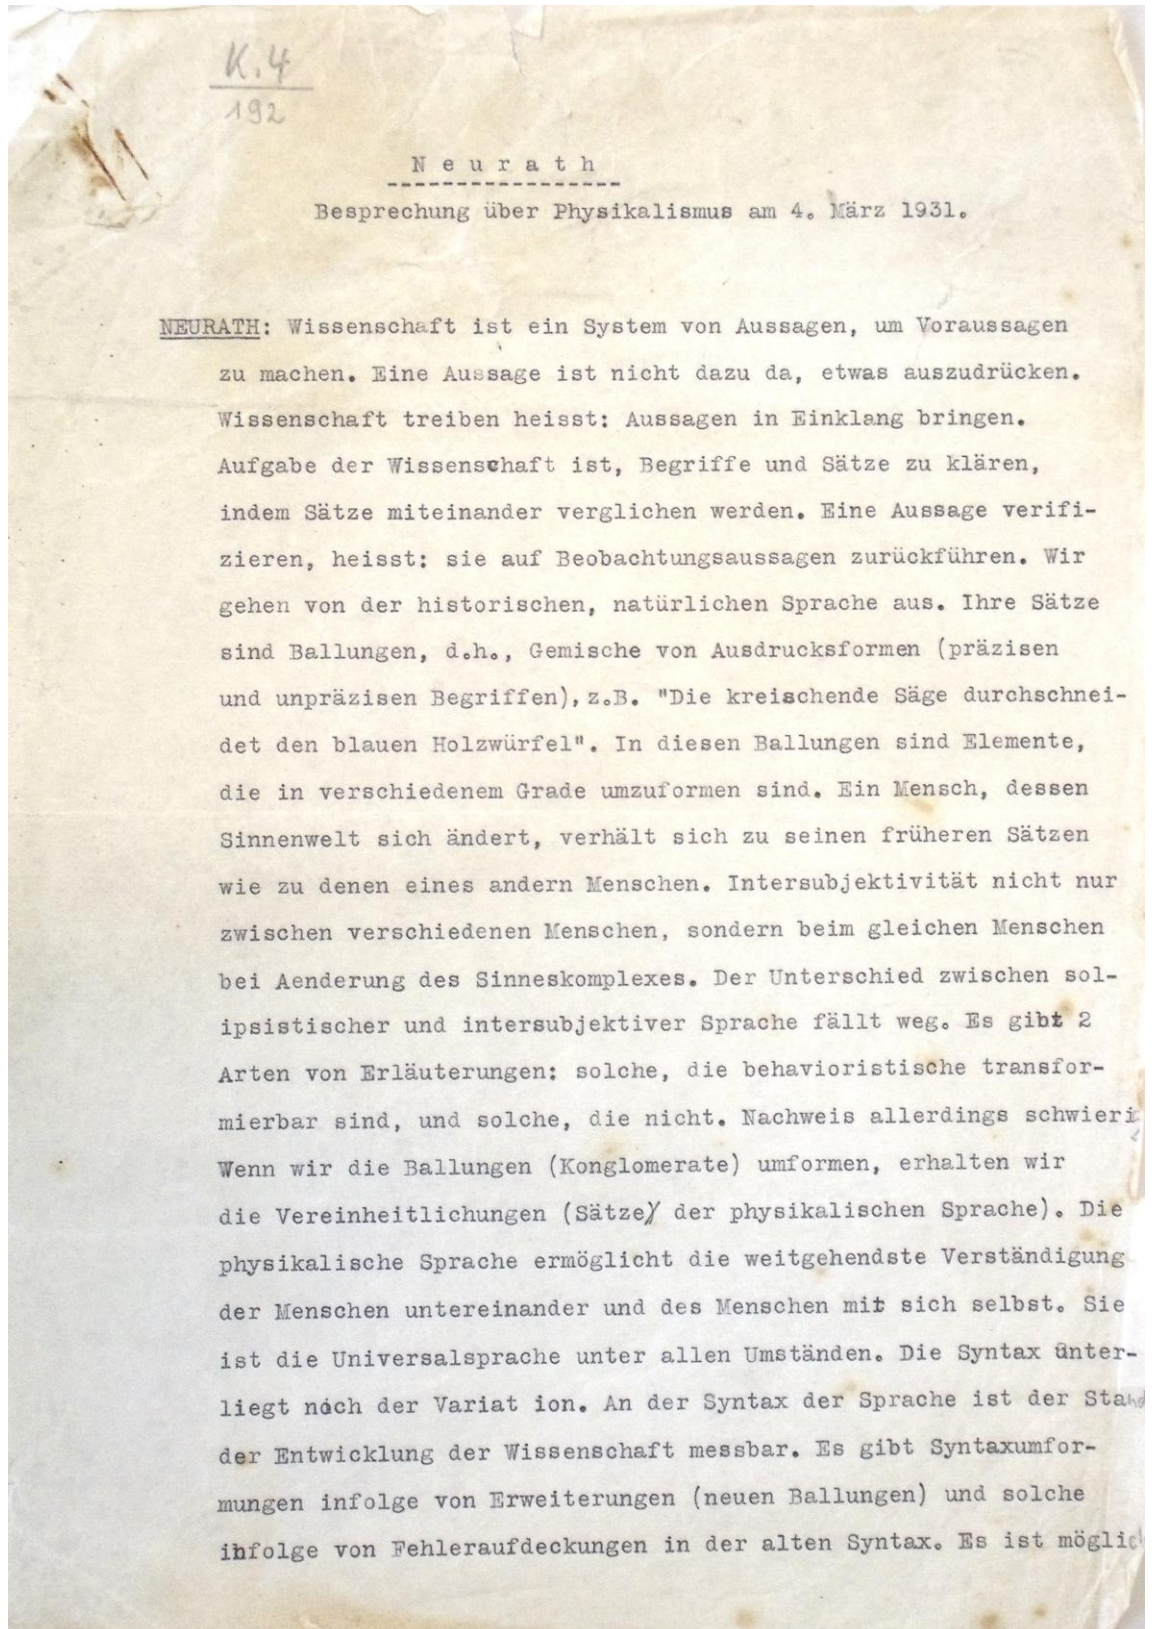 K.4
192
N e u r a t h
Besprechung über Physikalismus am 4. März 1931.
NEURATH: Wissenschaft ist ein System von Aussagen, um Voraussagen
zu machen. Eine Aussage ist nicht dazu da, etwas auszudrücken.
Wissenschaft treiben heisst: Aussagen in Einklang bringen.
Aufgabe der Wissenschaft ist, Begriffe und Sätze zu klären,
indem Sätze miteinander verglichen werden. Eine Aussage verifi-
zieren, heisst: sie auf Beobachtungsaussagen zurückführen. Wir
gehen von der historischen, natürlichen Sprache aus. Ihre Sätze
sind Ballungen, d.h., Gemische von Ausdrucksformen (präzisen
und unpräzisen Begriffen), z.B. "Die kreischende Säge durchschnei-
det den blauen Holzwürfel". In diesen Ballungen sind Elemente,
die in verschiedenem Grade umzuformen sind. Ein Mensch, dessen
Sinnenwelt sich ändert, verhält sich zu seinen früheren Sätzen
wie zu denen eines andern Menschen. Intersubjektivität nicht nur
zwischen verschiedenen Menschen, sondern beim gleichen Menschen
bei Aenderung des Sinneskomplexes. Der Unterschied zwischen sol-
ipsistischer und intersubjektiver Sprache fällt weg. Es gibt 2
Arten von Erläuterungen: solche, die behavioristische transfor-
mierbar sind, und solche, die nicht. Nachweis allerdings schwieri
Wenn wir die Ballungen (Konglomerate) umformen, erhalten wir
die Vereinheitlichungen (Sätze/ der physikalischen Sprache). Die
physikalische Sprache ermöglicht die weitgehendste Verständigung
der Menschen untereinander und des Menschen mit sich selbst. Sie
ist die Universalsprache unter allen Umständen. Die Syntax unter-
liegt noch der Variat ion. An der Syntax der Sprache ist der Stand
der Entwicklung der Wissenschaft messbar. Es gibt Syntaxumfor-
mungen infolge von Erweiterungen (neuen Ballungen) und solche
infolge von Fehleraufdeckungen in der alten Syntax. Es ist möglich